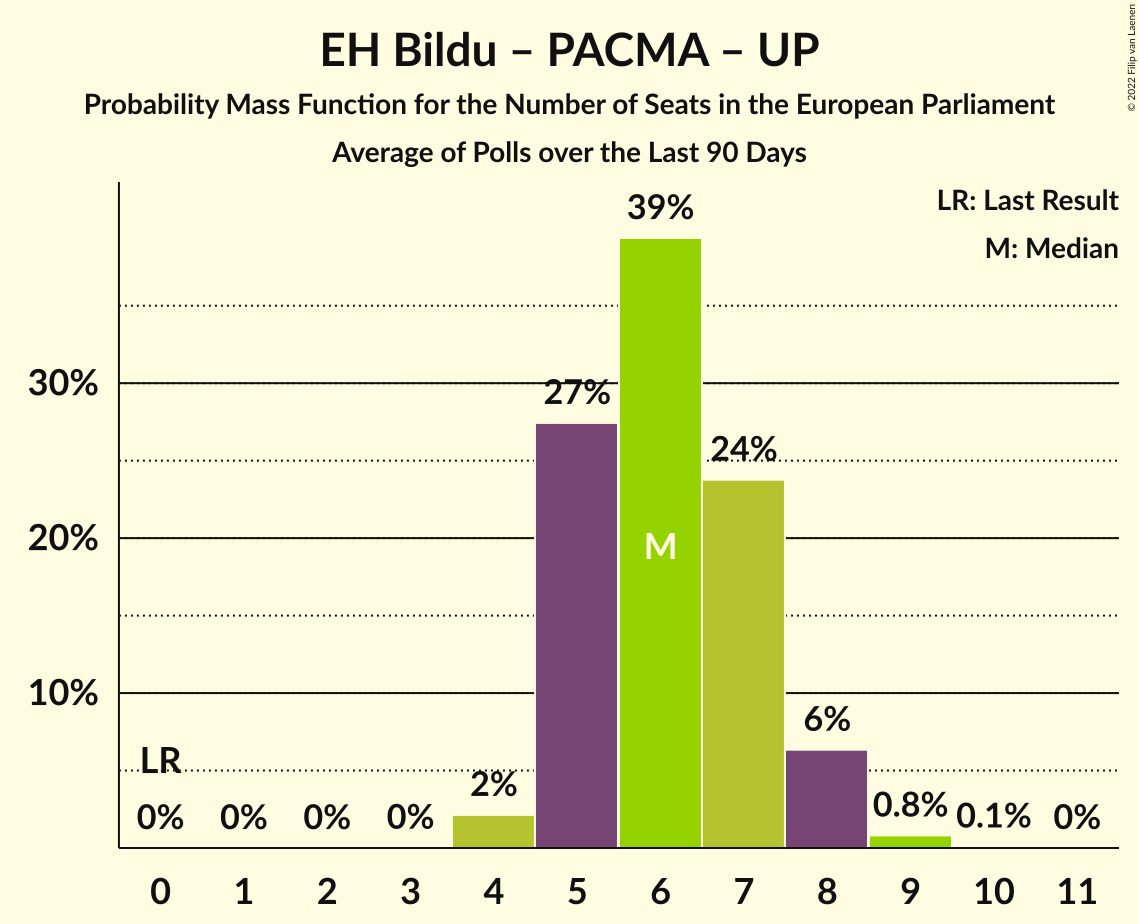 EH Bildu – PACMA – UP
Probability Mass Function for the Number of Seats in the European Parliament
Average of Polls over the Last 90 Days
© 2022 Filip van Laenen
LR: Last Result
M: Median
39%
30%
27%
24%
20%
M
10%
6%
LR
2%
0% 0% 0% 0% 0.8% 0.1% 0%
0 1 2 3 4 5 6 7 8 9 10 11